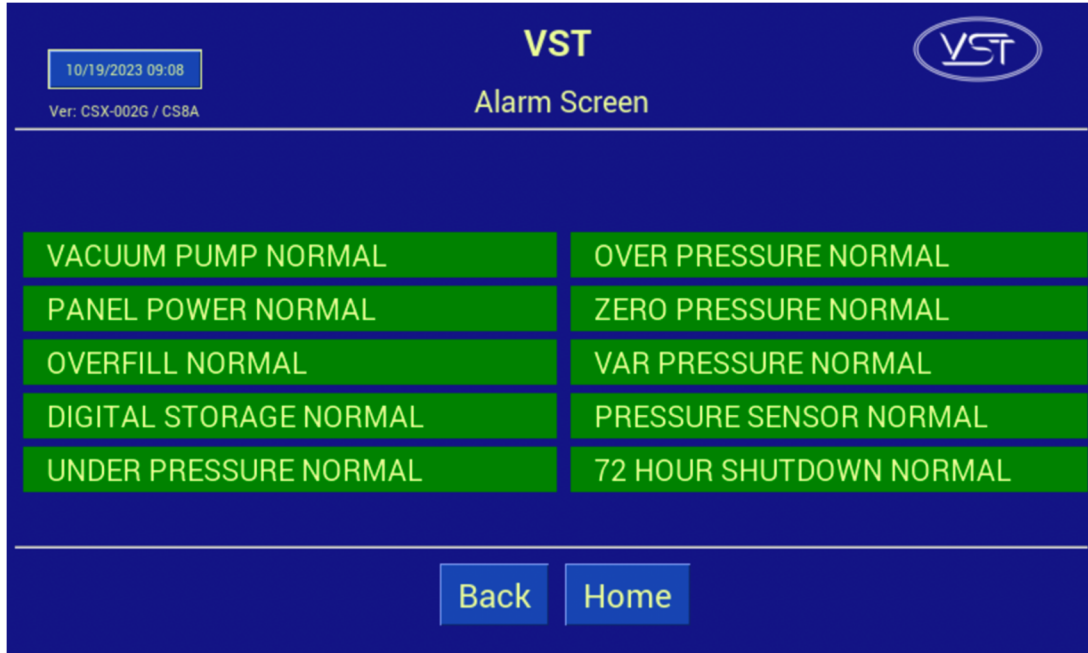 VST
VST
10/19/2023 09:08
Alarm Screen
Ver: CSX-002G / CS8A
VACUUM PUMP NORMAL
OVER PRESSURE NORMAL
PANEL POWER NORMAL
ZERO PRESSURE NORMAL
OVERFILL NORMAL
VAR PRESSURE NORMAL
DIGITAL STORAGE NORMAL
PRESSURE SENSOR NORMAL
UNDER PRESSURE NORMAL
72 HOUR SHUTDOWN NORMAL
Back
Home